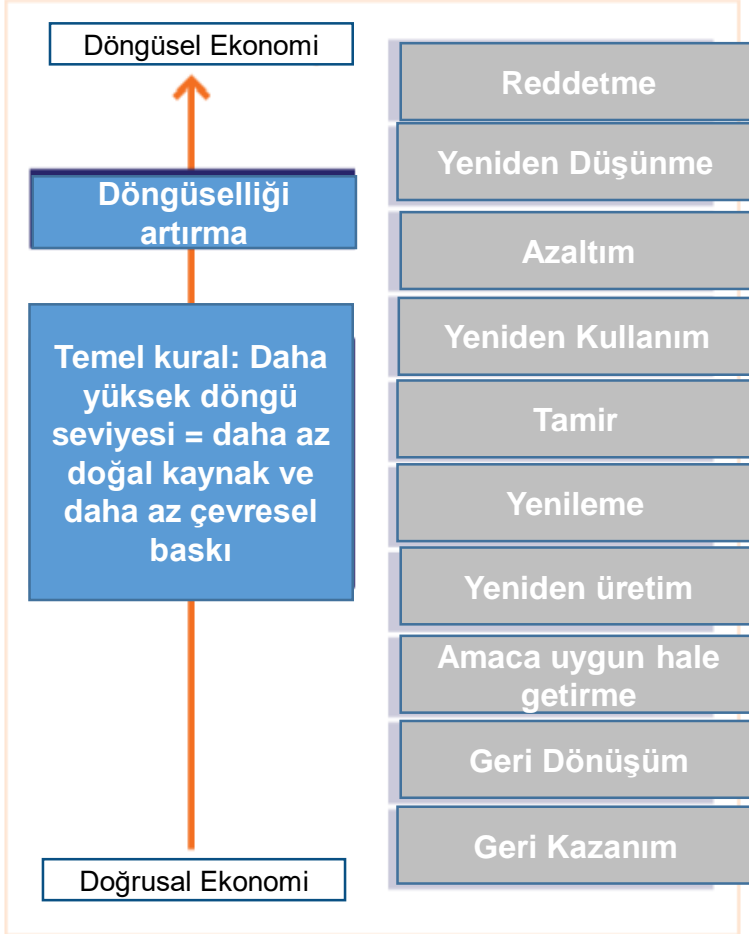 Döngüsel Ekonomi
Döngüselliği
artırma
Temel kural: Daha
yüksek döngü
seviyesi = daha az
doğal kaynak ve
daha az çevresel
baskı
Doğrusal Ekonomi
Reddetme
Yeniden Düşünme
Azaltım
Yeniden Kullanım
Tamir
Yenileme
Yeniden üretim
Amaca uygun hale
getirme
Geri Dönüşüm
Geri Kazanım